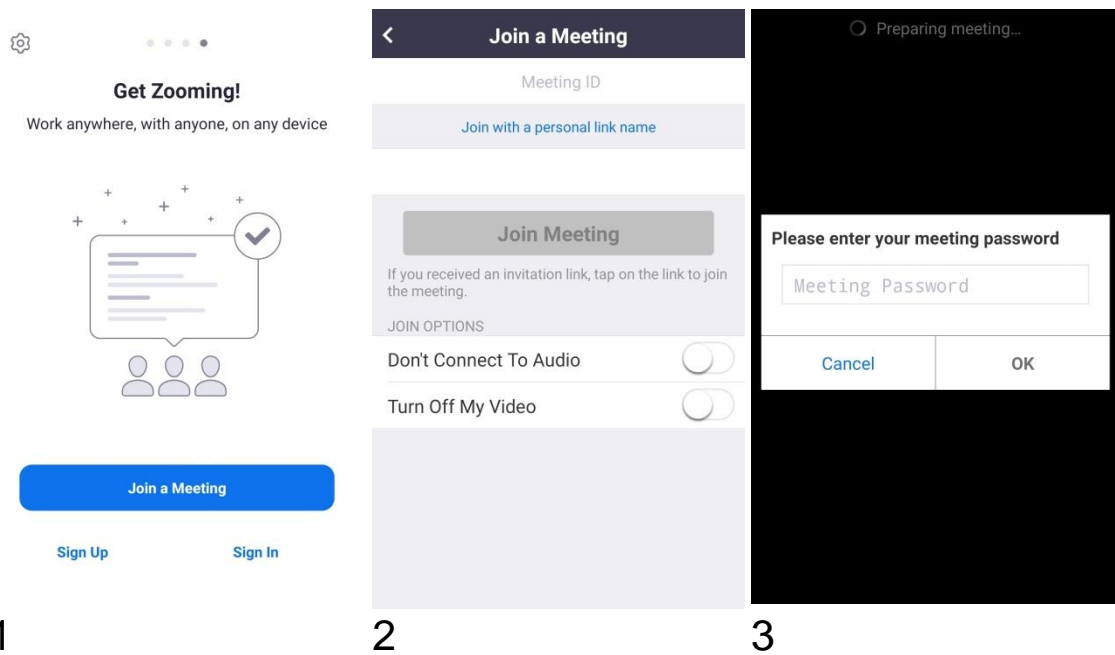 Get Zooming!
Work anywhere, with anyone, on any device
Join a Meeting
Sign Up Sign In
1
Join a Meeting
Meeting ID
Join with a personal link name
Join Meeting
If you received an invitation link, tap on the link to join
the meeting.
JOIN OPTIONS
Don't Connect To Audio
Turn Off My Video
2
Preparing meeting...
Please enter your meeting password
Meeting Password
Cancel OK
3